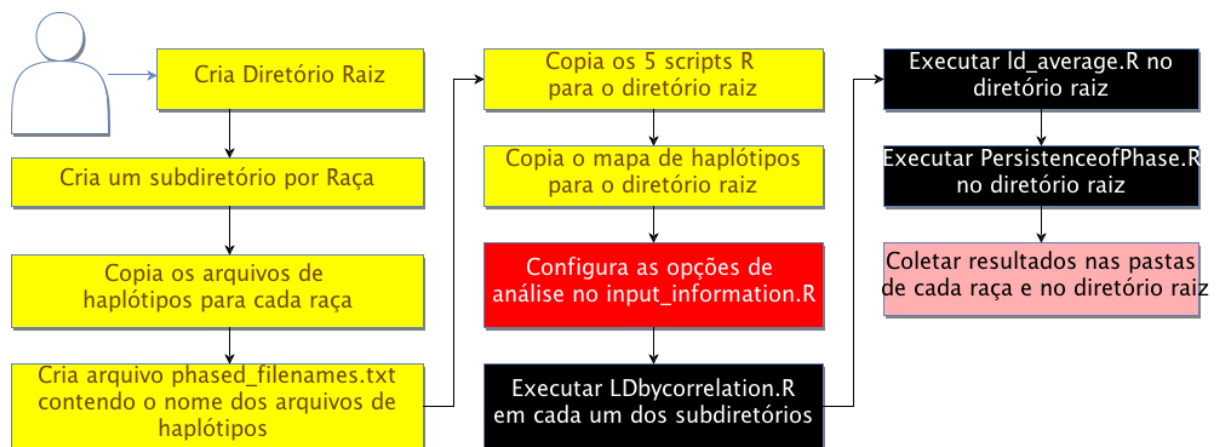 Cria Diretório Raiz
Cria um subdiretório por Raça
Copia os arquivos de
haplótipos para cada raça
Cria arquivo phased_filenames.txt
contendo o nome dos arquivos de
haplótipos
Copia os 5 scripts R
para o diretório raiz
Copia o mapa de haplótipos
para o diretório raiz
Configura as opções de
análise no input_information.R
Executar LDbycorrelation.R
em cada um dos subdiretórios
Executar ld_average.R no
diretório raiz
Executar PersistenceofPhase.R
no diretório raiz
Coletar resultados nas pastas
de cada raça e no diretório raiz